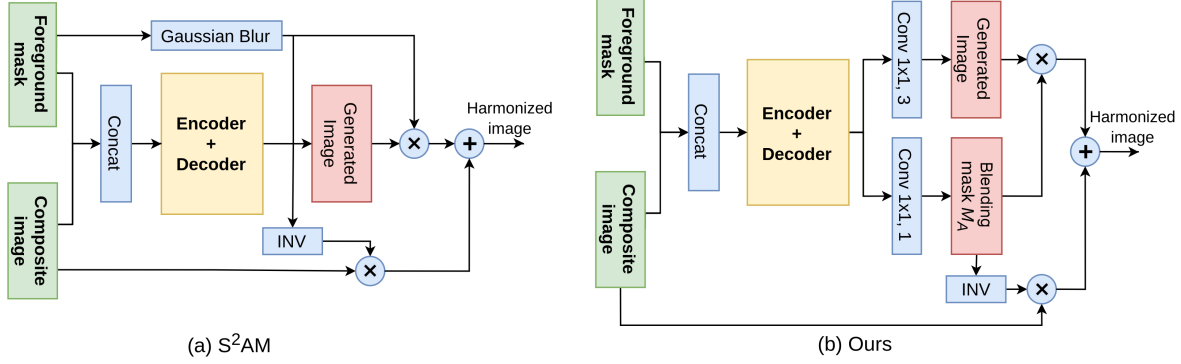 Foreground
mask
Gaussian Blur
Concat
Encoder
+
Decoder
Generated
Image
×
+
Harmonized
image
Composite
image
INV
×
(a) S²AM
Foreground
mask
Concat
Composite
image
Encoder
+
Decoder
Conv 1x1, 3
Generated
Image
×
Conv 1x1, 1
Blending
mask M_A
+
Harmonized
image
INV
×
(b) Ours